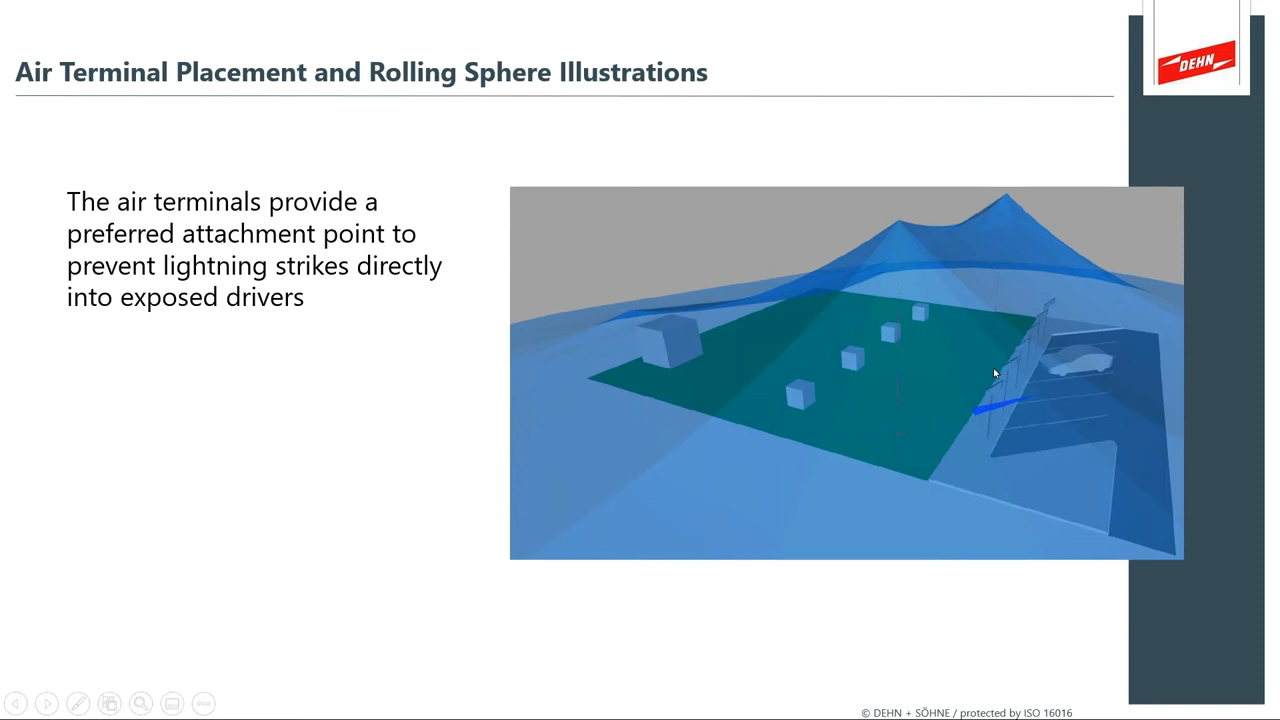 Air Terminal Placement and Rolling Sphere Illustrations
DEHN
The air terminals provide a
preferred attachment point to
prevent lightning strikes directly
into exposed drivers
© DEHN + SÖHNE / protected by ISO 16016